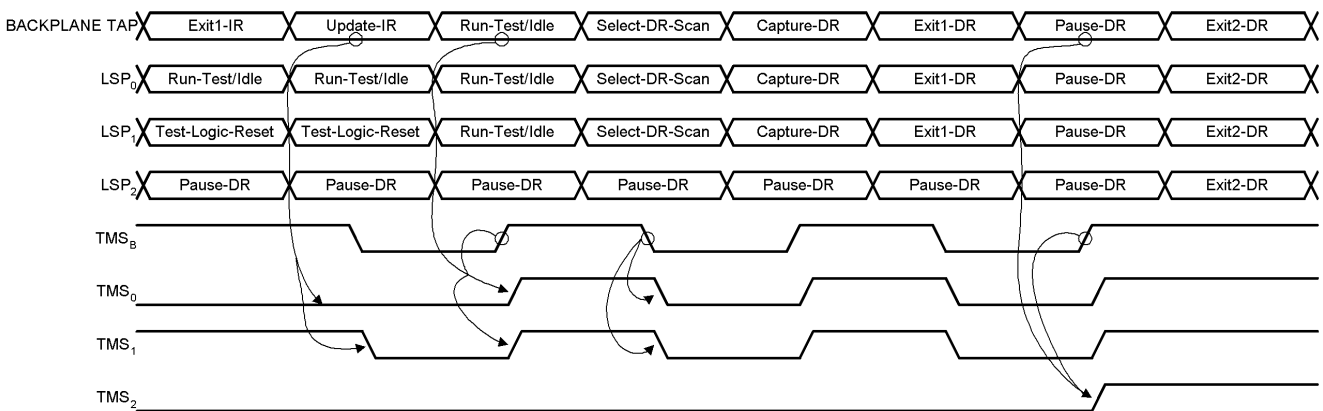 BACKPLANE TAP Exit1-IR Update-IR Run-Test/Idle Select-DR-Scan Capture-DR Exit1-DR Pause-DR Exit2-DR
LSP0 Run-Test/Idle Run-Test/Idle Run-Test/Idle Select-DR-Scan Capture-DR Exit1-DR Pause-DR Exit2-DR
LSP1 Test-Logic-Reset Test-Logic-Reset Run-Test/Idle Select-DR-Scan Capture-DR Exit1-DR Pause-DR Exit2-DR
LSP2 Pause-DR Pause-DR Pause-DR Pause-DR Pause-DR Pause-DR Pause-DR Exit2-DR
TMSB
TMS0
TMS1
TMS2